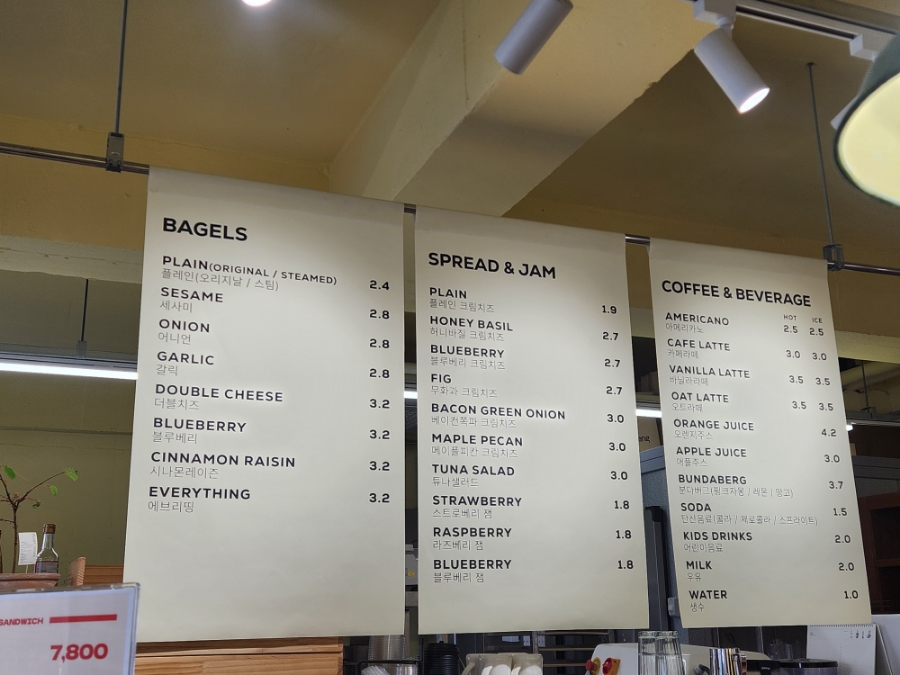 BAGELS
PLAIN(ORIGINAL / STEAMED) 2.4
플레인(오리지날 / 스팀)
SESAME 2.8
세사미
ONION 2.8
어니언
GARLIC 2.8
갈릭
DOUBLE CHEESE 3.2
더블치즈
BLUEBERRY 3.2
블루베리
CINNAMON RAISIN 3.2
시나몬레이즌
EVERYTHING 3.2
에브리띵
SPREAD & JAM
PLAIN 1.9
플레인 크림치즈
HONEY BASIL 2.7
허니바질 크림치즈
BLUEBERRY 2.7
블루베리 크림치즈
FIG 2.7
무화과 크림치즈
BACON GREEN ONION 3.0
베이컨쪽파 크림치즈
MAPLE PECAN 3.0
메이플피칸 크림치즈
TUNA SALAD 3.0
튜나샐러드
STRAWBERRY 1.8
스트로베리 잼
RASPBERRY 1.8
라즈베리 잼
BLUEBERRY 1.8
블루베리 잼
COFFEE & BEVERAGE
HOT ICE
AMERICANO 2.5 2.5
아메리카노
CAFE LATTE 3.0 3.0
카페라떼
VANILLA LATTE 3.5 3.5
바닐라라떼
OAT LATTE 3.5 3.5
오트라떼
ORANGE JUICE 4.2
오렌지주스
APPLE JUICE 3.0
애플주스
BUNDABERG 3.7
분다버그(핑크자몽 / 레몬 / 망고)
SODA 1.5
탄산음료(콜라 / 제로콜라 / 스프라이트)
KIDS DRINKS 2.0
어린이음료
MILK 2.0
우유
WATER 1.0
생수
SANDWICH
7,800